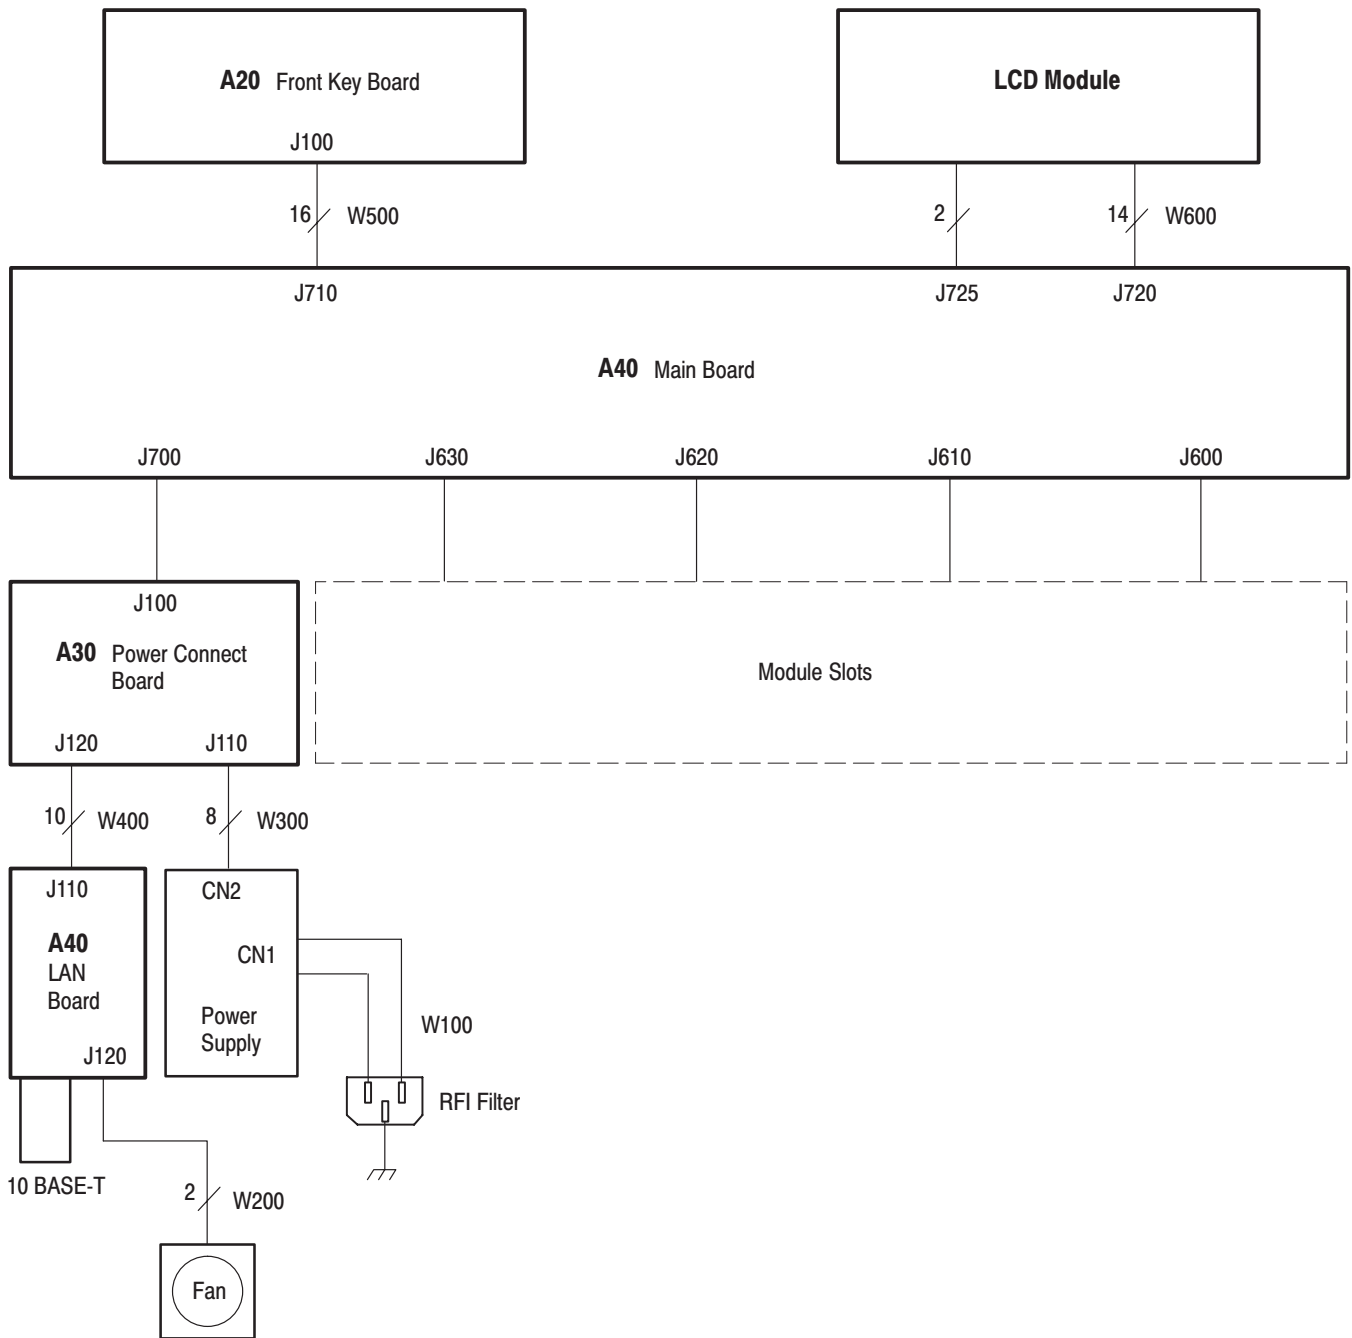 A20 Front Key Board
LCD Module
J100
16
W500
2
14
W600
J710
J725
J720
A40 Main Board
J700
J630
J620
J610
J600
J100
A30 Power Connect
Board
Module Slots
J120
J110
10
W400
8
W300
J110
CN2
A40
LAN
Board
CN1
Power
Supply
W100
J120
RFI Filter
10 BASE-T
2
W200
Fan